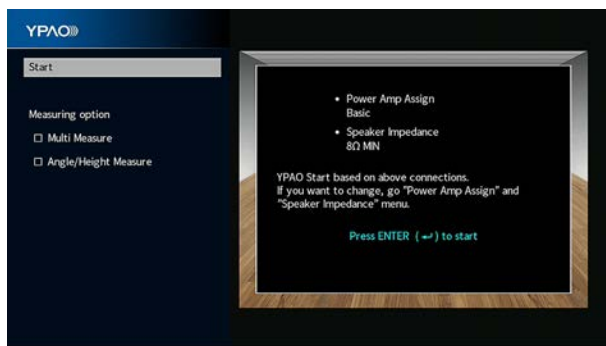 YPAO
Start
Measuring option
Multi Measure
Angle/Height Measure
• Power Amp Assign
Basic
• Speaker Impedance
8Ω MIN
YPAO Start based on above connections.
If you want to change, go "Power Amp Assign" and
"Speaker Impedance" menu.
Press ENTER (↵) to start